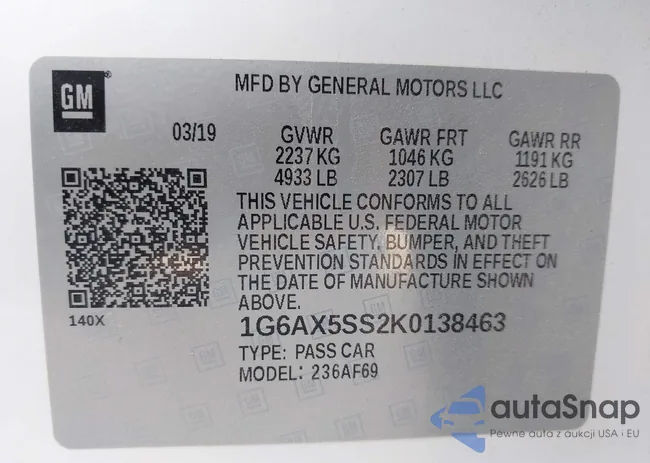 GM
MFD BY GENERAL MOTORS LLC
03/19 GVWR GAWR FRT GAWR RR
2237 KG 1046 KG 1191 KG
4933 LB 2307 LB 2626 LB
THIS VEHICLE CONFORMS TO ALL
APPLICABLE U.S. FEDERAL MOTOR
VEHICLE SAFETY, BUMPER, AND THEFT
PREVENTION STANDARDS IN EFFECT ON
THE DATE OF MANUFACTURE SHOWN
ABOVE.
140X
1G6AX5SS2K0138463
TYPE: PASS CAR
MODEL: 236AF69
autaSnap
Pewne auta z aukcji USA i EU